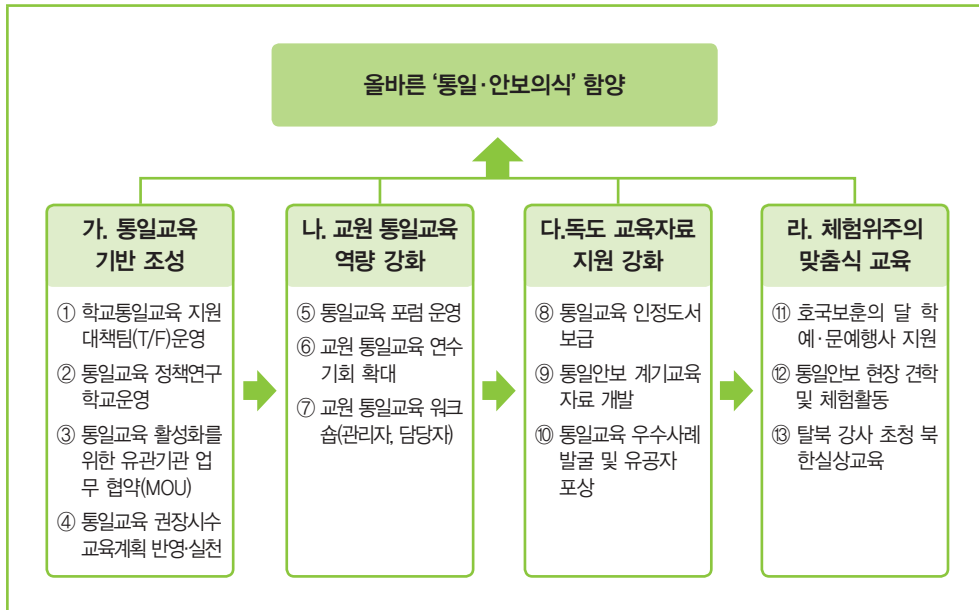 올바른 ‘통일·안보의식’ 함양
가. 통일교육
기반 조성
① 학교통일교육 지원
대책팀(T/F)운영
② 통일교육 정책연구
학교운영
③ 통일교육 활성화를
위한 유관기관 업
무 협약(MOU)
④ 통일교육 권장시수
교육계획 반영·실천
나. 교원 통일교육
역량 강화
⑤ 통일교육 포럼 운영
⑥ 교원 통일교육 연수
기회 확대
⑦ 교원 통일교육 워크
숍(관리자, 담당자)
다.독도 교육자료
지원 강화
⑧ 통일교육 인정도서
보급
⑨ 통일안보 계기교육
자료 개발
⑩ 통일교육 우수사례
발굴 및 유공자
포상
라. 체험위주의
맞춤식 교육
⑪ 호국보훈의 달 학
예·문예행사 지원
⑫ 통일안보 현장 견학
및 체험활동
⑬ 탈북 강사 초청 북
한실상교육